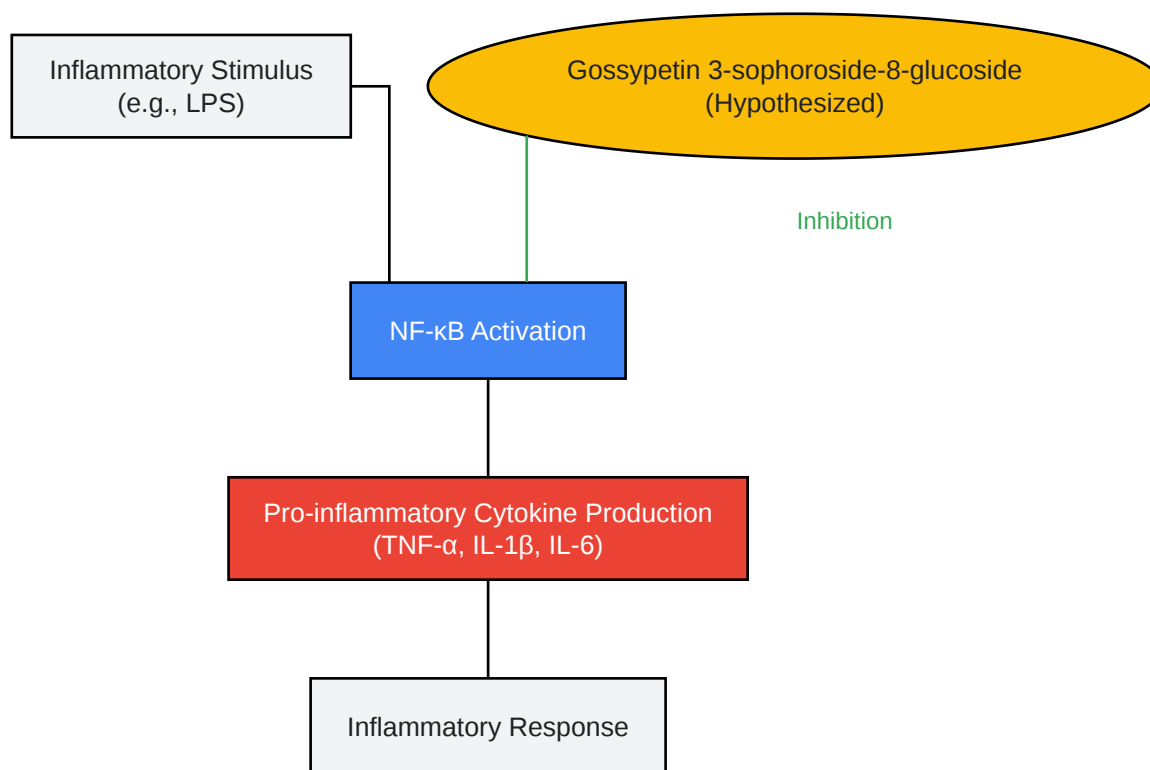 Inflammatory Stimulus
(e.g., LPS)
Gossypetin 3-sophoroside-8-glucoside
(Hypothesized)
Inhibition
NF-κB Activation
Pro-inflammatory Cytokine Production
(TNF-α, IL-1β, IL-6)
Inflammatory Response